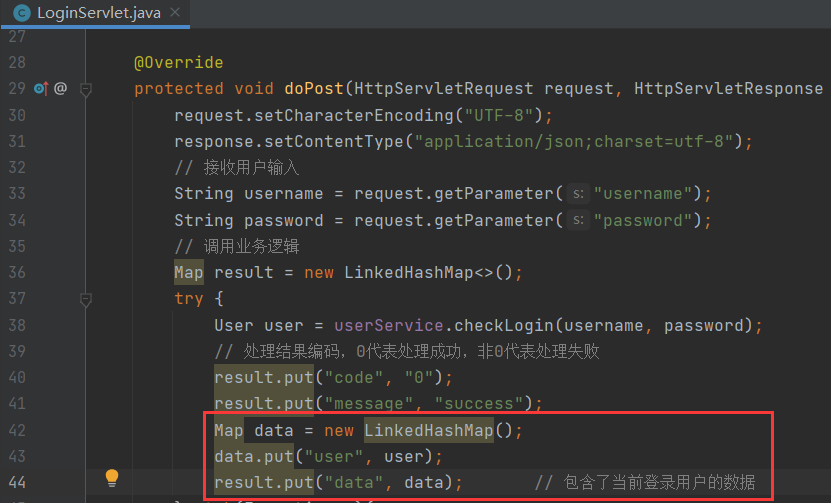 LoginServlet.java
27
28 @Override
29 @ protected void doPost(HttpServletRequest request, HttpServletResponse
30 request.setCharacterEncoding("UTF-8");
31 response.setContentType("application/json;charset=utf-8");
32 // 接收用户输入
33 String username = request.getParameter( s: "username");
34 String password = request.getParameter( s: "password");
35 // 调用业务逻辑
36 Map result = new LinkedHashMap<>();
37 try {
38 User user = userService.checkLogin(username, password);
39 // 处理结果编码，0代表处理成功，非0代表处理失败
40 result.put("code", "0");
41 result.put("message", "success");
42 Map data = new LinkedHashMap();
43 data.put("user", user);
44 result.put("data", data); // 包含了当前登录用户的数据